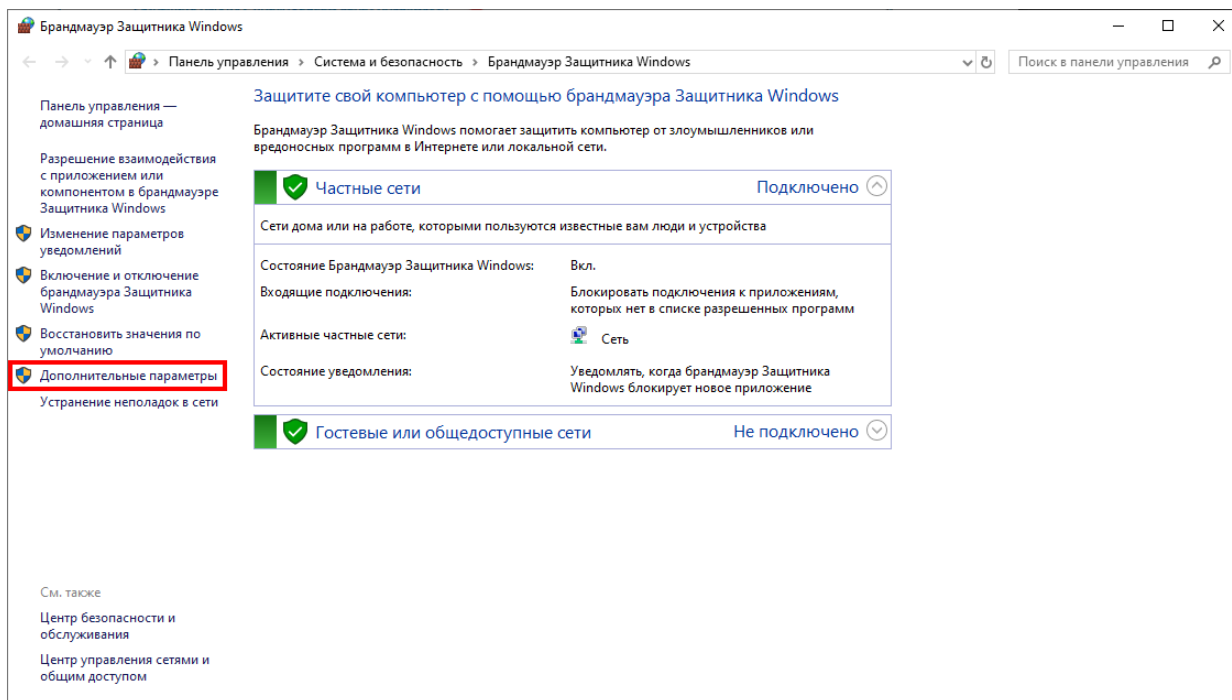 Брандмауэр Защитника Windows
Панель управления › Система и безопасность › Брандмауэр Защитника Windows
Поиск в панели управления
Панель управления —
домашняя страница
Разрешение взаимодействия
с приложением или
компонентом в брандмауэре
Защитника Windows
Изменение параметров
уведомлений
Включение и отключение
брандмауэра Защитника
Windows
Восстановить значения по
умолчанию
Дополнительные параметры
Устранение неполадок в сети
См. также
Центр безопасности и
обслуживания
Центр управления сетями и
общим доступом
Защитите свой компьютер с помощью брандмауэра Защитника Windows
Брандмауэр Защитника Windows помогает защитить компьютер от злоумышленников или
вредоносных программ в Интернете или локальной сети.
Частные сети Подключено
Сети дома или на работе, которыми пользуются известные вам люди и устройства
Состояние Брандмауэр Защитника Windows: Вкл.
Входящие подключения: Блокировать подключения к приложениям,
которых нет в списке разрешенных программ
Активные частные сети: Сеть
Состояние уведомления: Уведомлять, когда брандмауэр Защитника
Windows блокирует новое приложение
Гостевые или общедоступные сети Не подключено